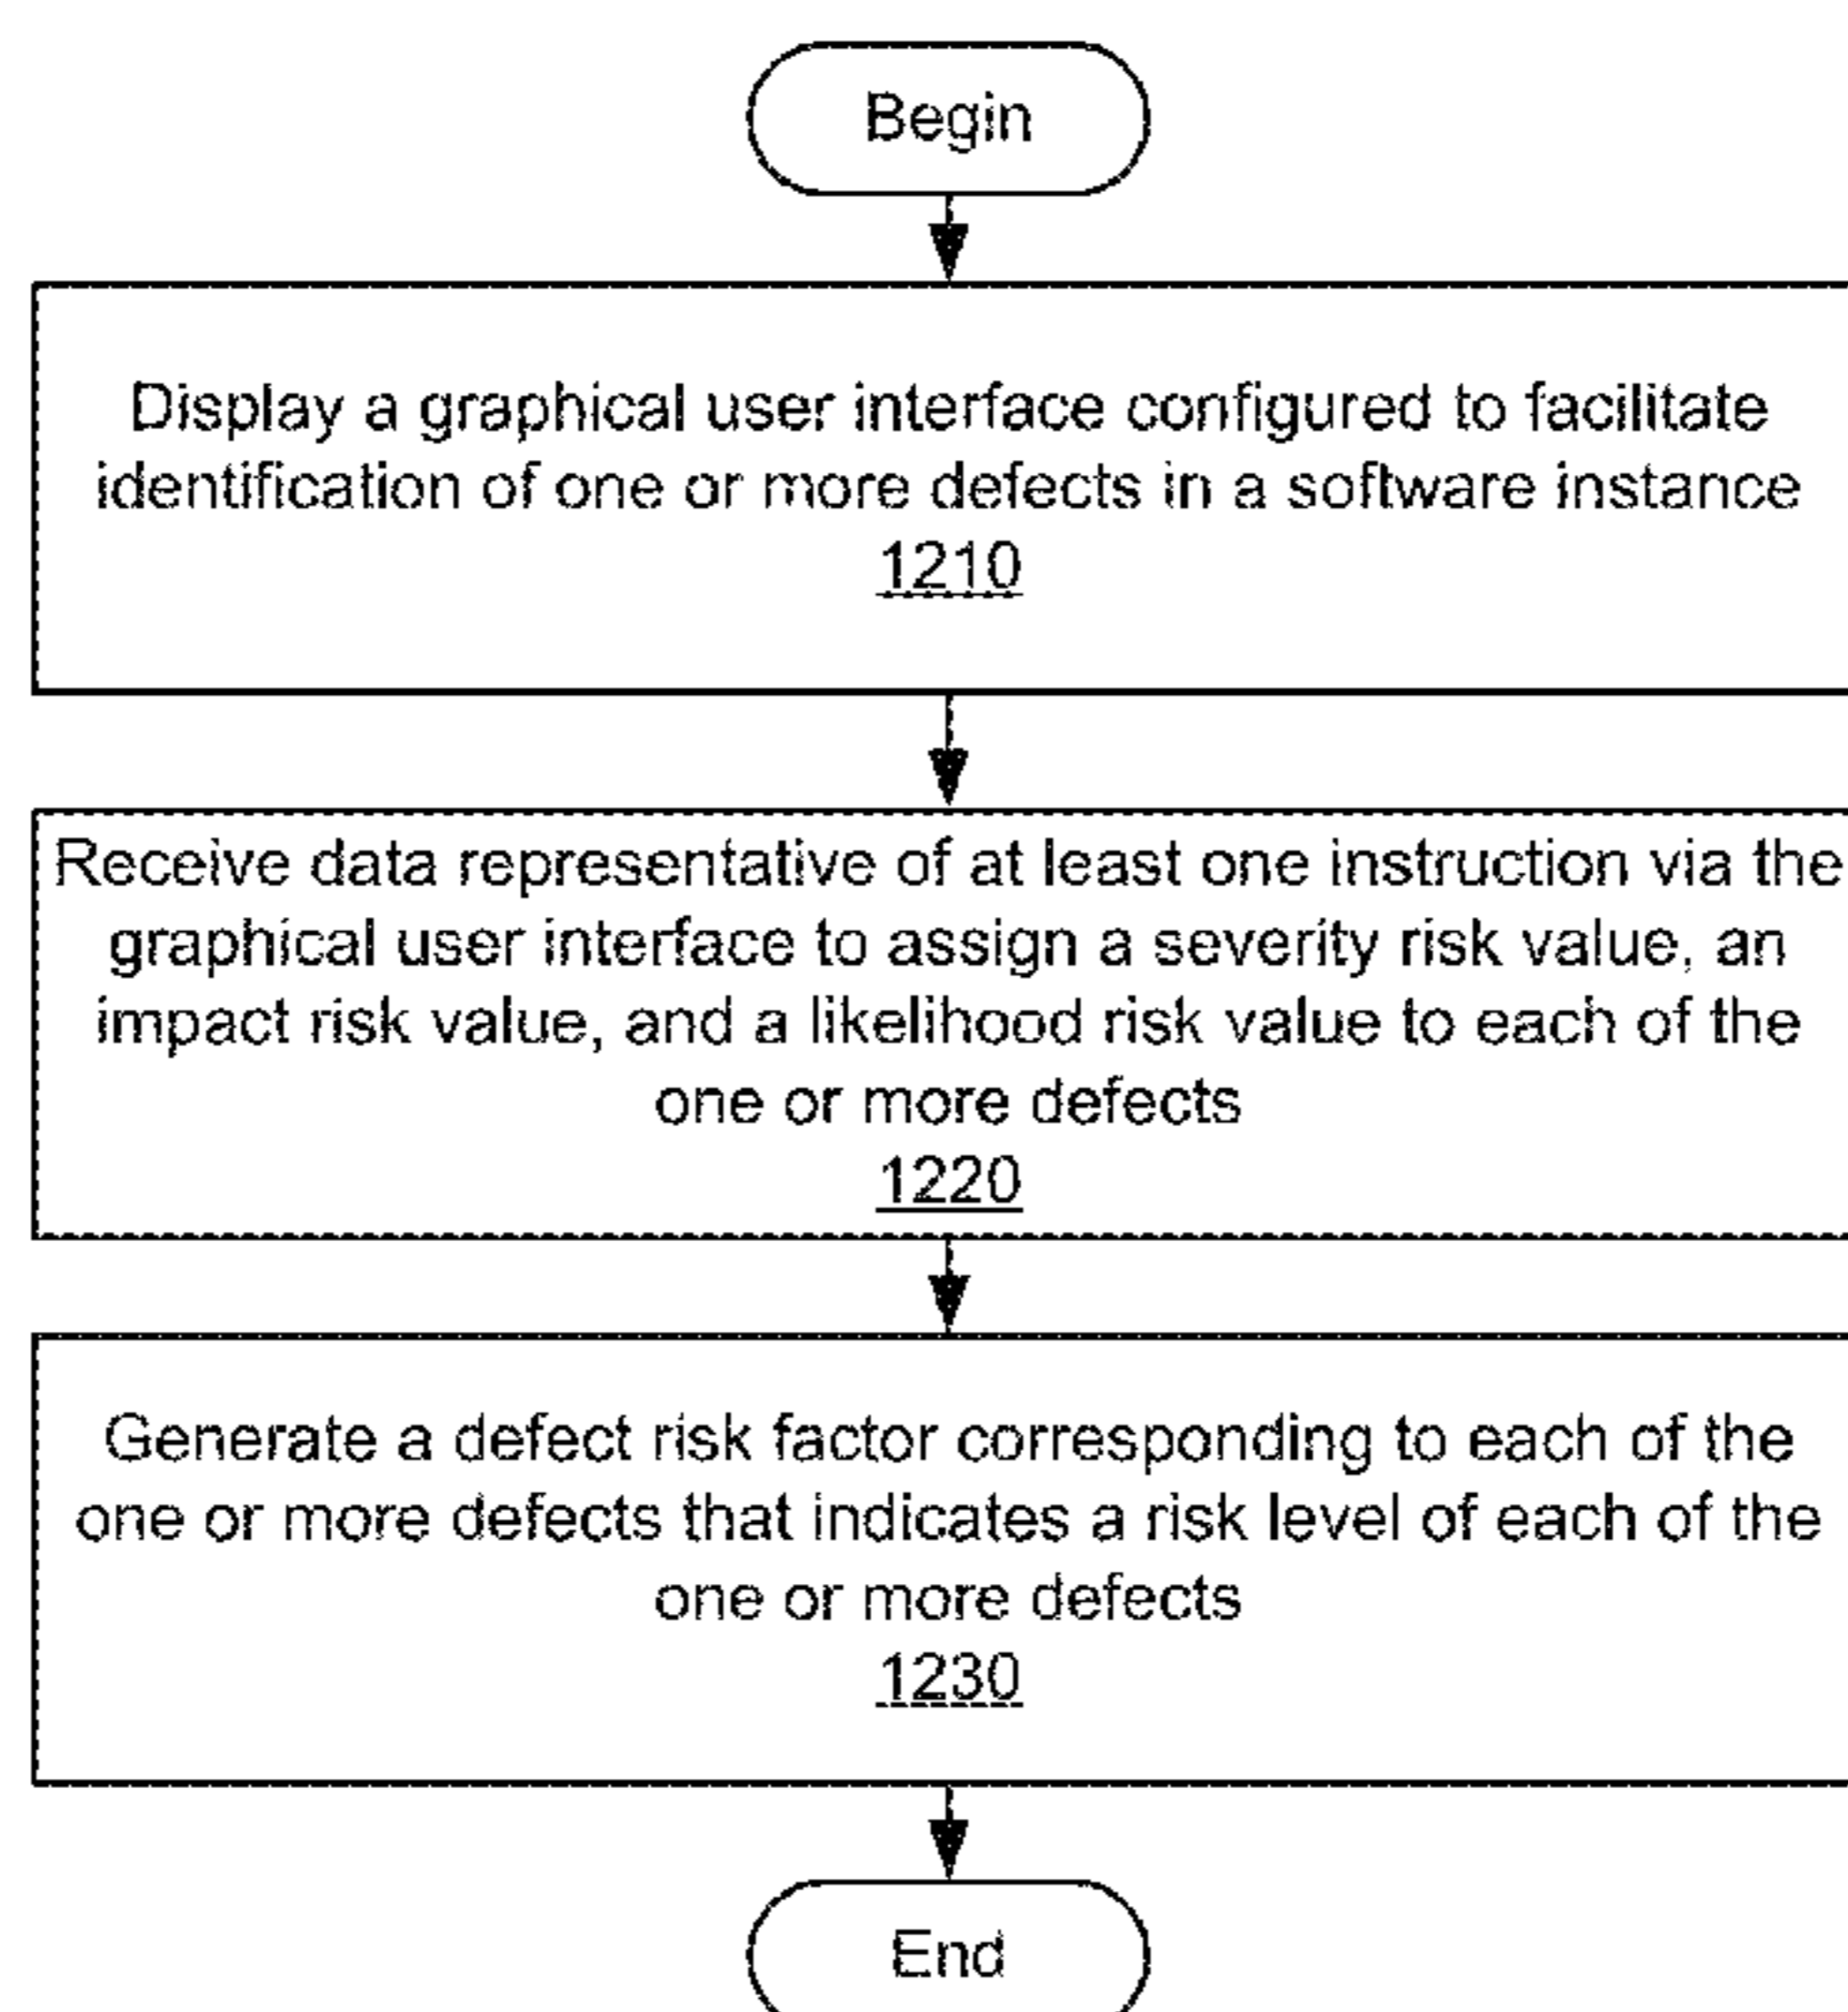 Begin
Display a graphical user interface configured to facilitate
identification of one or more defects in a software instance
1210
Receive data representative of at least one instruction via the
graphical user interface to assign a severity risk value, an
impact risk value, and a likelihood risk value to each of the
one or more defects
1220
Generate a defect risk factor corresponding to each of the
one or more defects that indicates a risk level of each of the
one or more defects
1230
End